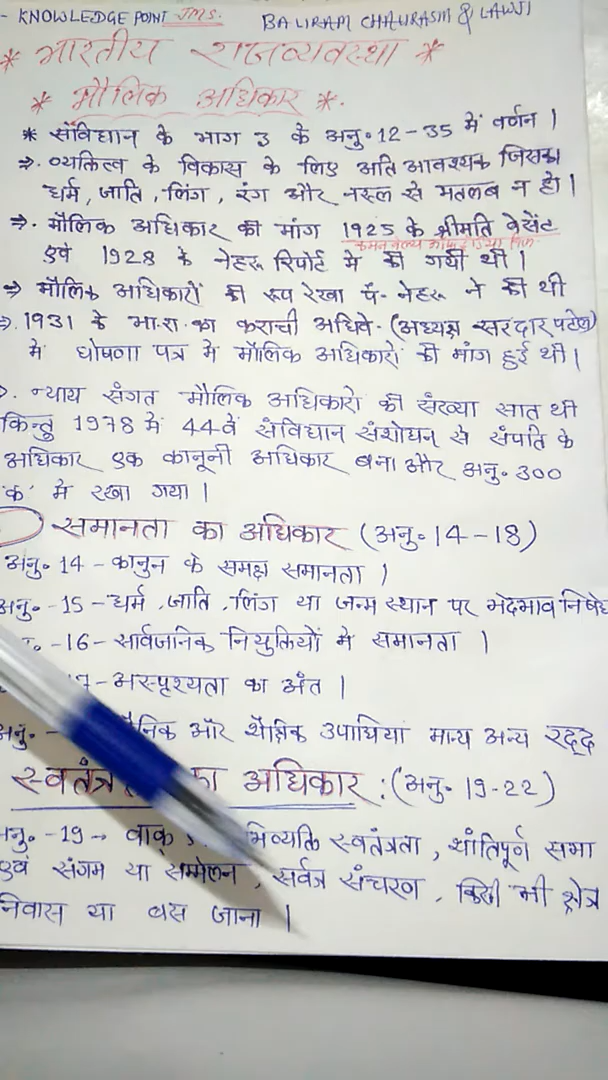 - KNOWLEDGE POINT JMS. BALIRAM CHAURASIA & LAWJI
* भारतीय राजव्यवस्था *
* मौलिक अधिकार *.
* संविधान के भाग 3 के अनु॰ 12-35 में वर्णन |
⇒. व्यक्तित्व के विकास के लिए अति आवश्यक जिसका
धर्म, जाति, लिंग, रंग और नस्ल से मतलब न हो |
⇒. मौलिक अधिकार की मांग 1925 के श्रीमति वेसेंट
एवं 1928 के नेहरू रिपोर्ट में की गयी थी |
⇒ मौलिक अधिकारों की रूप रेखा पं- नेहरू ने की थी
⇒. 1931 के भा.रा. का कराची अधिवे- (अध्यक्ष सरदार पटेल)
में घोषणा पत्र में मौलिक अधिकारों की मांग हुई थी |
⇒. न्याय संगत मौलिक अधिकारों की संख्या सात थी
किन्तु 1978 में 44वें संविधान संशोधन से संपति के
अधिकार एक कानूनी अधिकार बना और अनु॰ 300
'क' में रखा गया |
समानता का अधिकार (अनु॰ 14-18)
अनु॰ 14 - कानुन के समक्ष समानता |
अनु॰ -15 - धर्म, जाति, लिंग या जन्म स्थान पर भेदभाव निषेध
-16 - सार्वजनिक नियुक्तियों में समानता |
17 - अस्पृश्यता का अंत |
अनु॰ - और शैक्षिक उपाधियां मान्य अन्य रद्द
का अधिकार : (अनु॰ 19-22)
अनु॰ -19 → वाक् स्वतंत्रता, शांतिपूर्ण सभा
एवं संगम या सम्मेलन, सर्वत्र संचरण, किसी भी क्षेत्र
निवास या बस जाना |